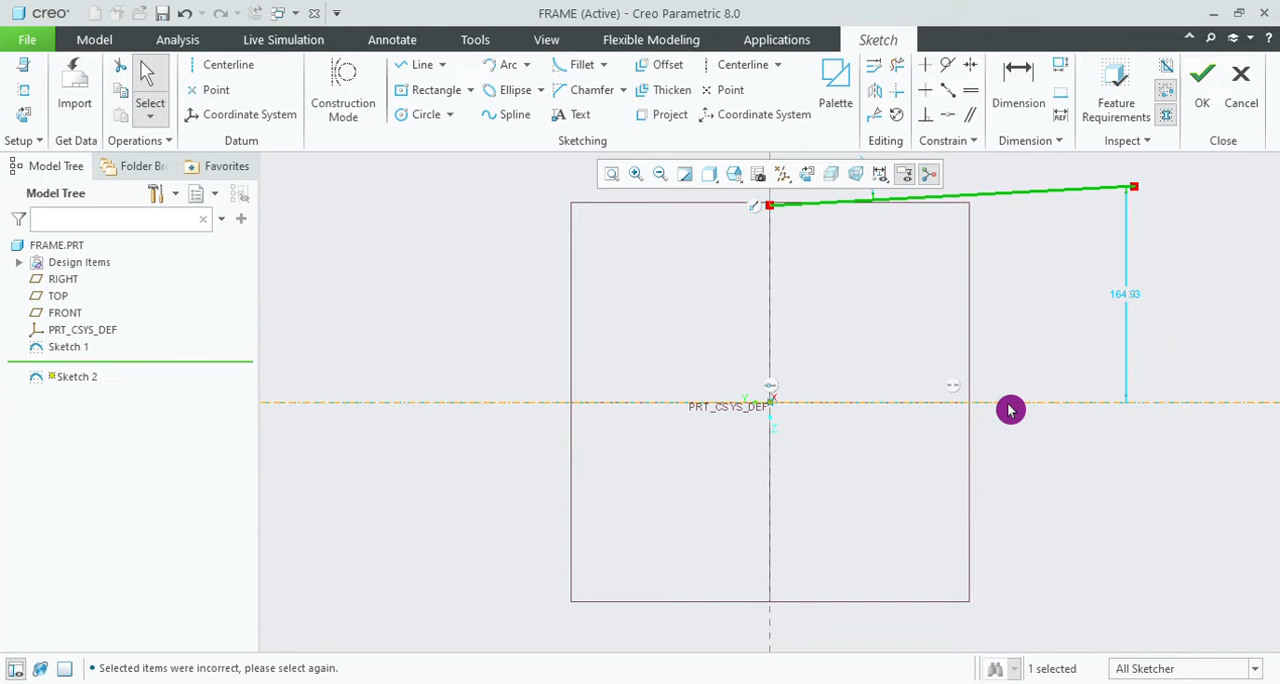 creo
FRAME (Active) - Creo Parametric 8.0
File Model Analysis Live Simulation Annotate Tools View Flexible Modeling Applications Sketch
Centerline Line Arc Fillet Offset Centerline
Point Rectangle Ellipse Chamfer Thicken Point
Coordinate System Circle Spline Text Project Coordinate System
Import Select Construction Mode Palette Dimension Feature Requirements OK Cancel
REF
Setup Get Data Operations Datum Sketching Editing Constrain Dimension Inspect Close
Model Tree Folder Br Favorites
Model Tree
FRAME.PRT
Design Items
RIGHT
TOP
FRONT
PRT_CSYS_DEF
Sketch 1
Sketch 2
164.93
Y X
PRT_CSYS_DEF
Z
• Selected items were incorrect, please select again.
1 selected
All Sketcher